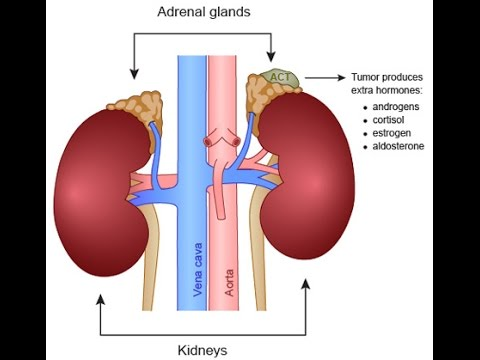 Adrenal glands
ACT
Tumor produces
extra hormones:
• androgens
• cortisol
• estrogen
• aldosterone
Vena cava
Aorta
Kidneys